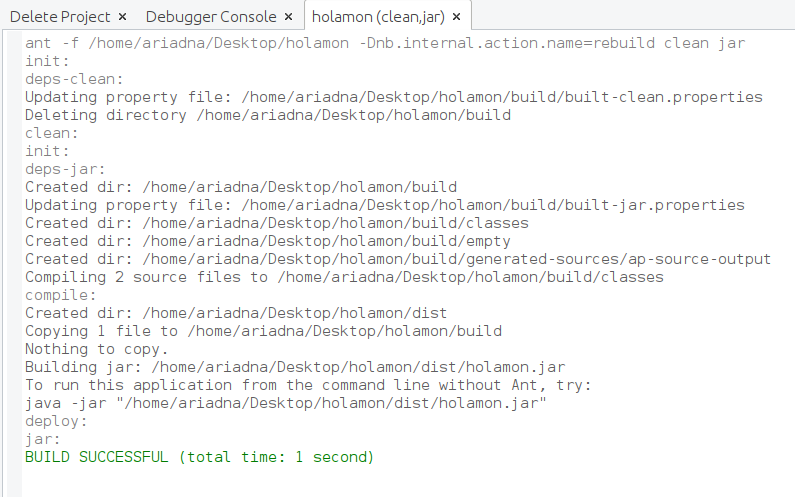 Delete Project × Debugger Console × holamon (clean,jar) ×
ant -f /home/ariadna/Desktop/holamon -Dnb.internal.action.name=rebuild clean jar
init:
deps-clean:
Updating property file: /home/ariadna/Desktop/holamon/build/built-clean.properties
Deleting directory /home/ariadna/Desktop/holamon/build
clean:
init:
deps-jar:
Created dir: /home/ariadna/Desktop/holamon/build
Updating property file: /home/ariadna/Desktop/holamon/build/built-jar.properties
Created dir: /home/ariadna/Desktop/holamon/build/classes
Created dir: /home/ariadna/Desktop/holamon/build/empty
Created dir: /home/ariadna/Desktop/holamon/build/generated-sources/ap-source-output
Compiling 2 source files to /home/ariadna/Desktop/holamon/build/classes
compile:
Created dir: /home/ariadna/Desktop/holamon/dist
Copying 1 file to /home/ariadna/Desktop/holamon/build
Nothing to copy.
Building jar: /home/ariadna/Desktop/holamon/dist/holamon.jar
To run this application from the command line without Ant, try:
java -jar "/home/ariadna/Desktop/holamon/dist/holamon.jar"
deploy:
jar:
BUILD SUCCESSFUL (total time: 1 second)